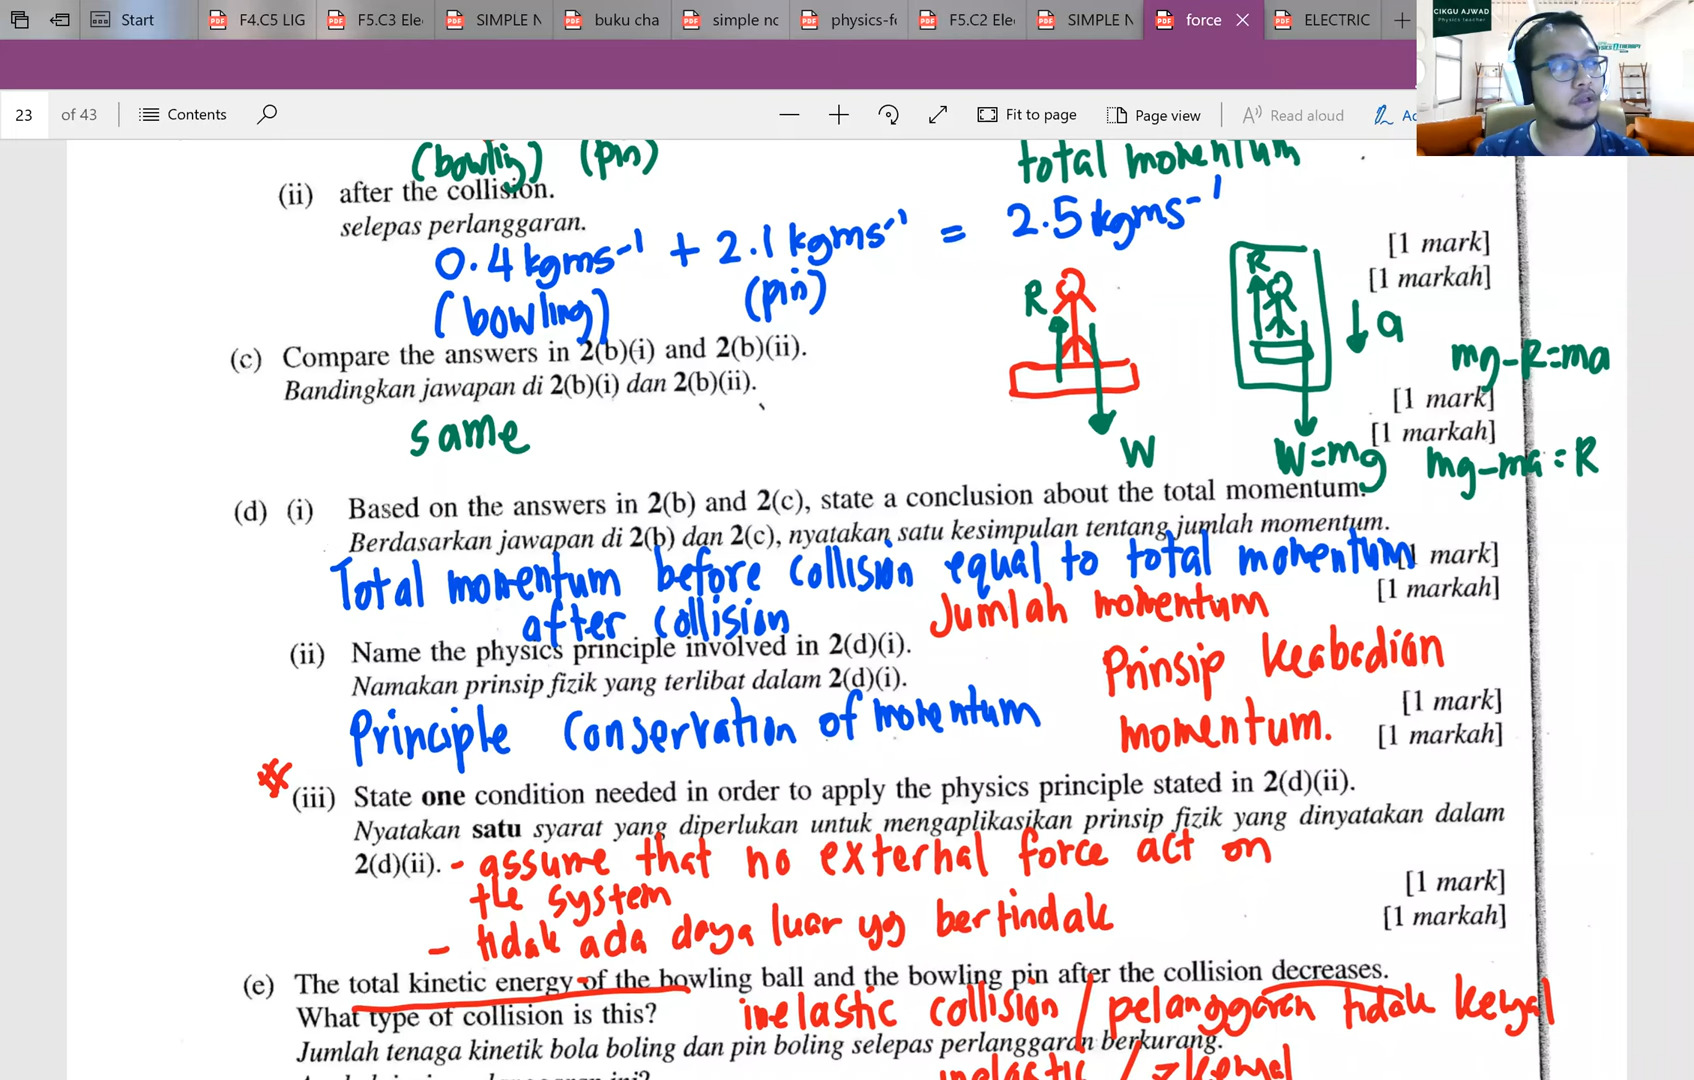 Start
F4.C5 LIG
F5.C3 Ele
SIMPLE N
buku cha
simple nc
physics-fo
F5.C2 Ele
SIMPLE N
force
ELECTRIC
CIKGU AJWAD
Physics teacher
23 of 43
Contents
Fit to page
Page view
Read aloud
(bowling) (pin)
total momentum
(ii) after the collision.
selepas perlanggaran.
0.4 kgms⁻¹ + 2.1 kgms⁻¹ = 2.5 kgms⁻¹
(bowling) (pin)
[1 mark]
[1 markah]
R
W
R
a
W=mg
mg-R=ma
mg-ma=R
(c) Compare the answers in 2(b)(i) and 2(b)(ii).
Bandingkan jawapan di 2(b)(i) dan 2(b)(ii).
[1 mark]
[1 markah]
same
(d) (i) Based on the answers in 2(b) and 2(c), state a conclusion about the total momentum.
Berdasarkan jawapan di 2(b) dan 2(c), nyatakan satu kesimpulan tentang jumlah momentum.
Total momentum before collision equal to total momentum
after collision
Jumlah momentum
mark]
[1 markah]
(ii) Name the physics principle involved in 2(d)(i).
Namakan prinsip fizik yang terlibat dalam 2(d)(i).
Principle Conservation of momentum
Prinsip keabadian
momentum.
[1 mark]
[1 markah]
(iii) State one condition needed in order to apply the physics principle stated in 2(d)(ii).
Nyatakan satu syarat yang diperlukan untuk mengaplikasikan prinsip fizik yang dinyatakan dalam
2(d)(ii).
- assume that no external force act on
the system
- tidak ada daya luar yg bertindak
[1 mark]
[1 markah]
(e) The total kinetic energy of the bowling ball and the bowling pin after the collision decreases.
What type of collision is this?
inelastic collision / pelanggaran tidak kenyal
Jumlah tenaga kinetik bola boling dan pin boling selepas perlanggaran berkurang.